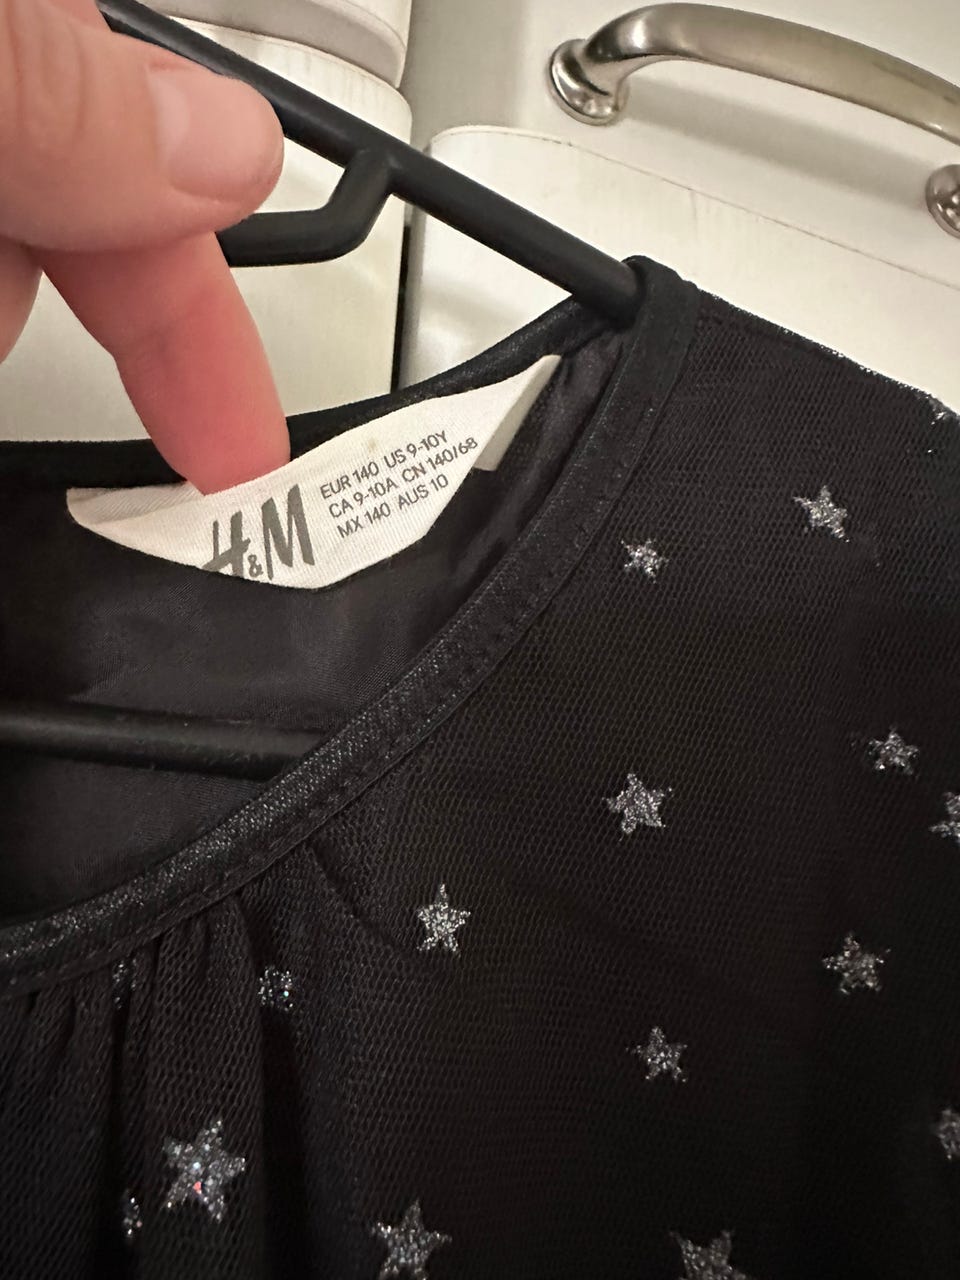 H&M
EUR 140 US 9-10Y
CA 9-10A CN 140/68
MX 140 AUS 10